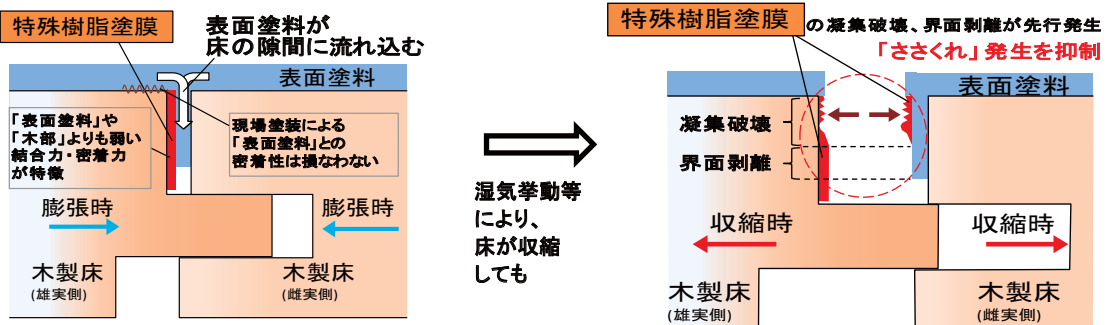 特殊樹脂塗膜
表面塗料が
床の隙間に流れ込む
表面塗料
「表面塗料」や
「木部」よりも弱い
結合力・密着力
が特徴
現場塗装による
「表面塗料」との
密着性は損なわない
膨張時
膨張時
木製床
(雄実側)
木製床
(雌実側)
湿気挙動等
により、
床が収縮
しても
特殊樹脂塗膜の凝集破壊、界面剥離が先行発生
「ささくれ」発生を抑制
表面塗料
凝集破壊
界面剥離
収縮時
収縮時
木製床
(雄実側)
木製床
(雌実側)